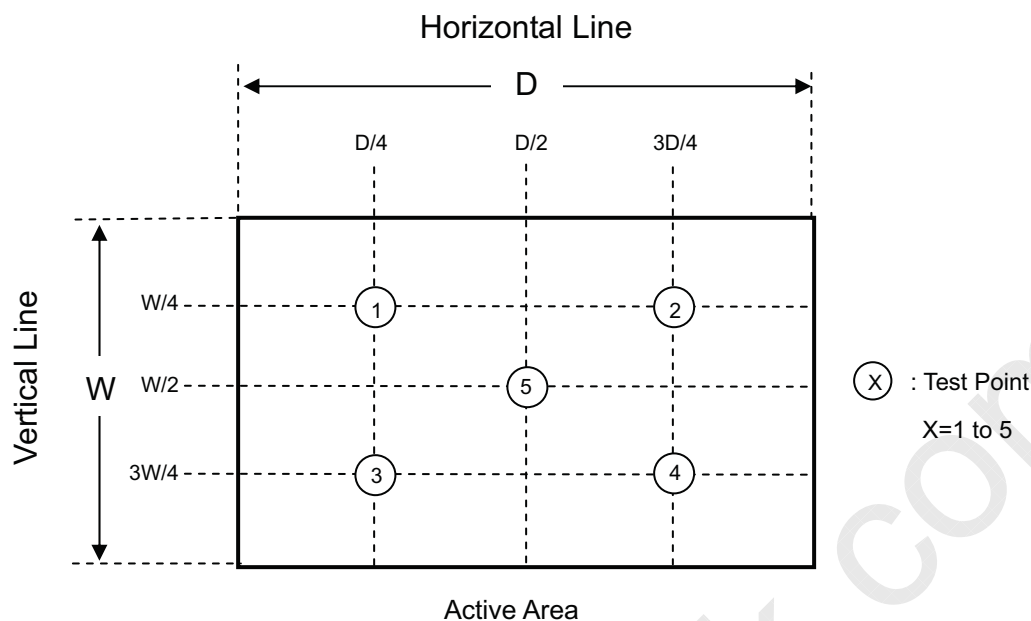 Horizontal Line
D
D/4 D/2 3D/4
W/4
1 2
Vertical Line
W
W/2
5
X : Test Point
X=1 to 5
3W/4
3 4
Active Area